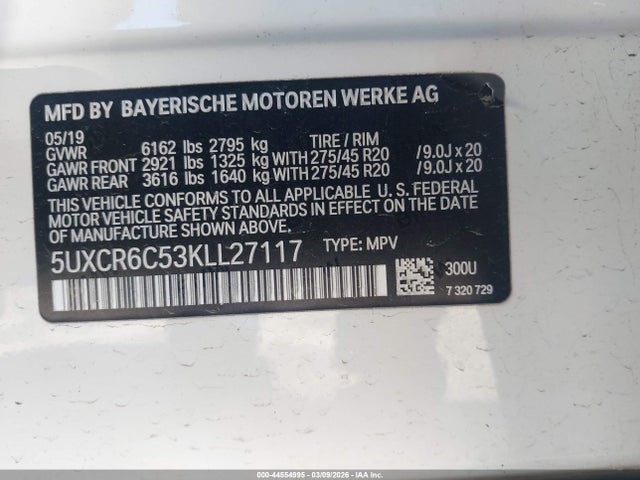 MFD BY BAYERISCHE MOTOREN WERKE AG
05/19
GVWR 6162 lbs 2795 kg TIRE / RIM
GAWR FRONT 2921 lbs 1325 kg WITH 275/45 R20 /9.0J x 20
GAWR REAR 3616 lbs 1640 kg WITH 275/45 R20 /9.0J x 20
THIS VEHICLE CONFORMS TO ALL APPLICABLE U. S. FEDERAL
MOTOR VEHICLE SAFETY STANDARDS IN EFFECT ON THE DATE
OF MANUFACTURE SHOWN ABOVE.
5UXCR6C53KLL27117 TYPE: MPV
300U
7 320 729
000-44554995 - 03/09/2026 - IAAI.com